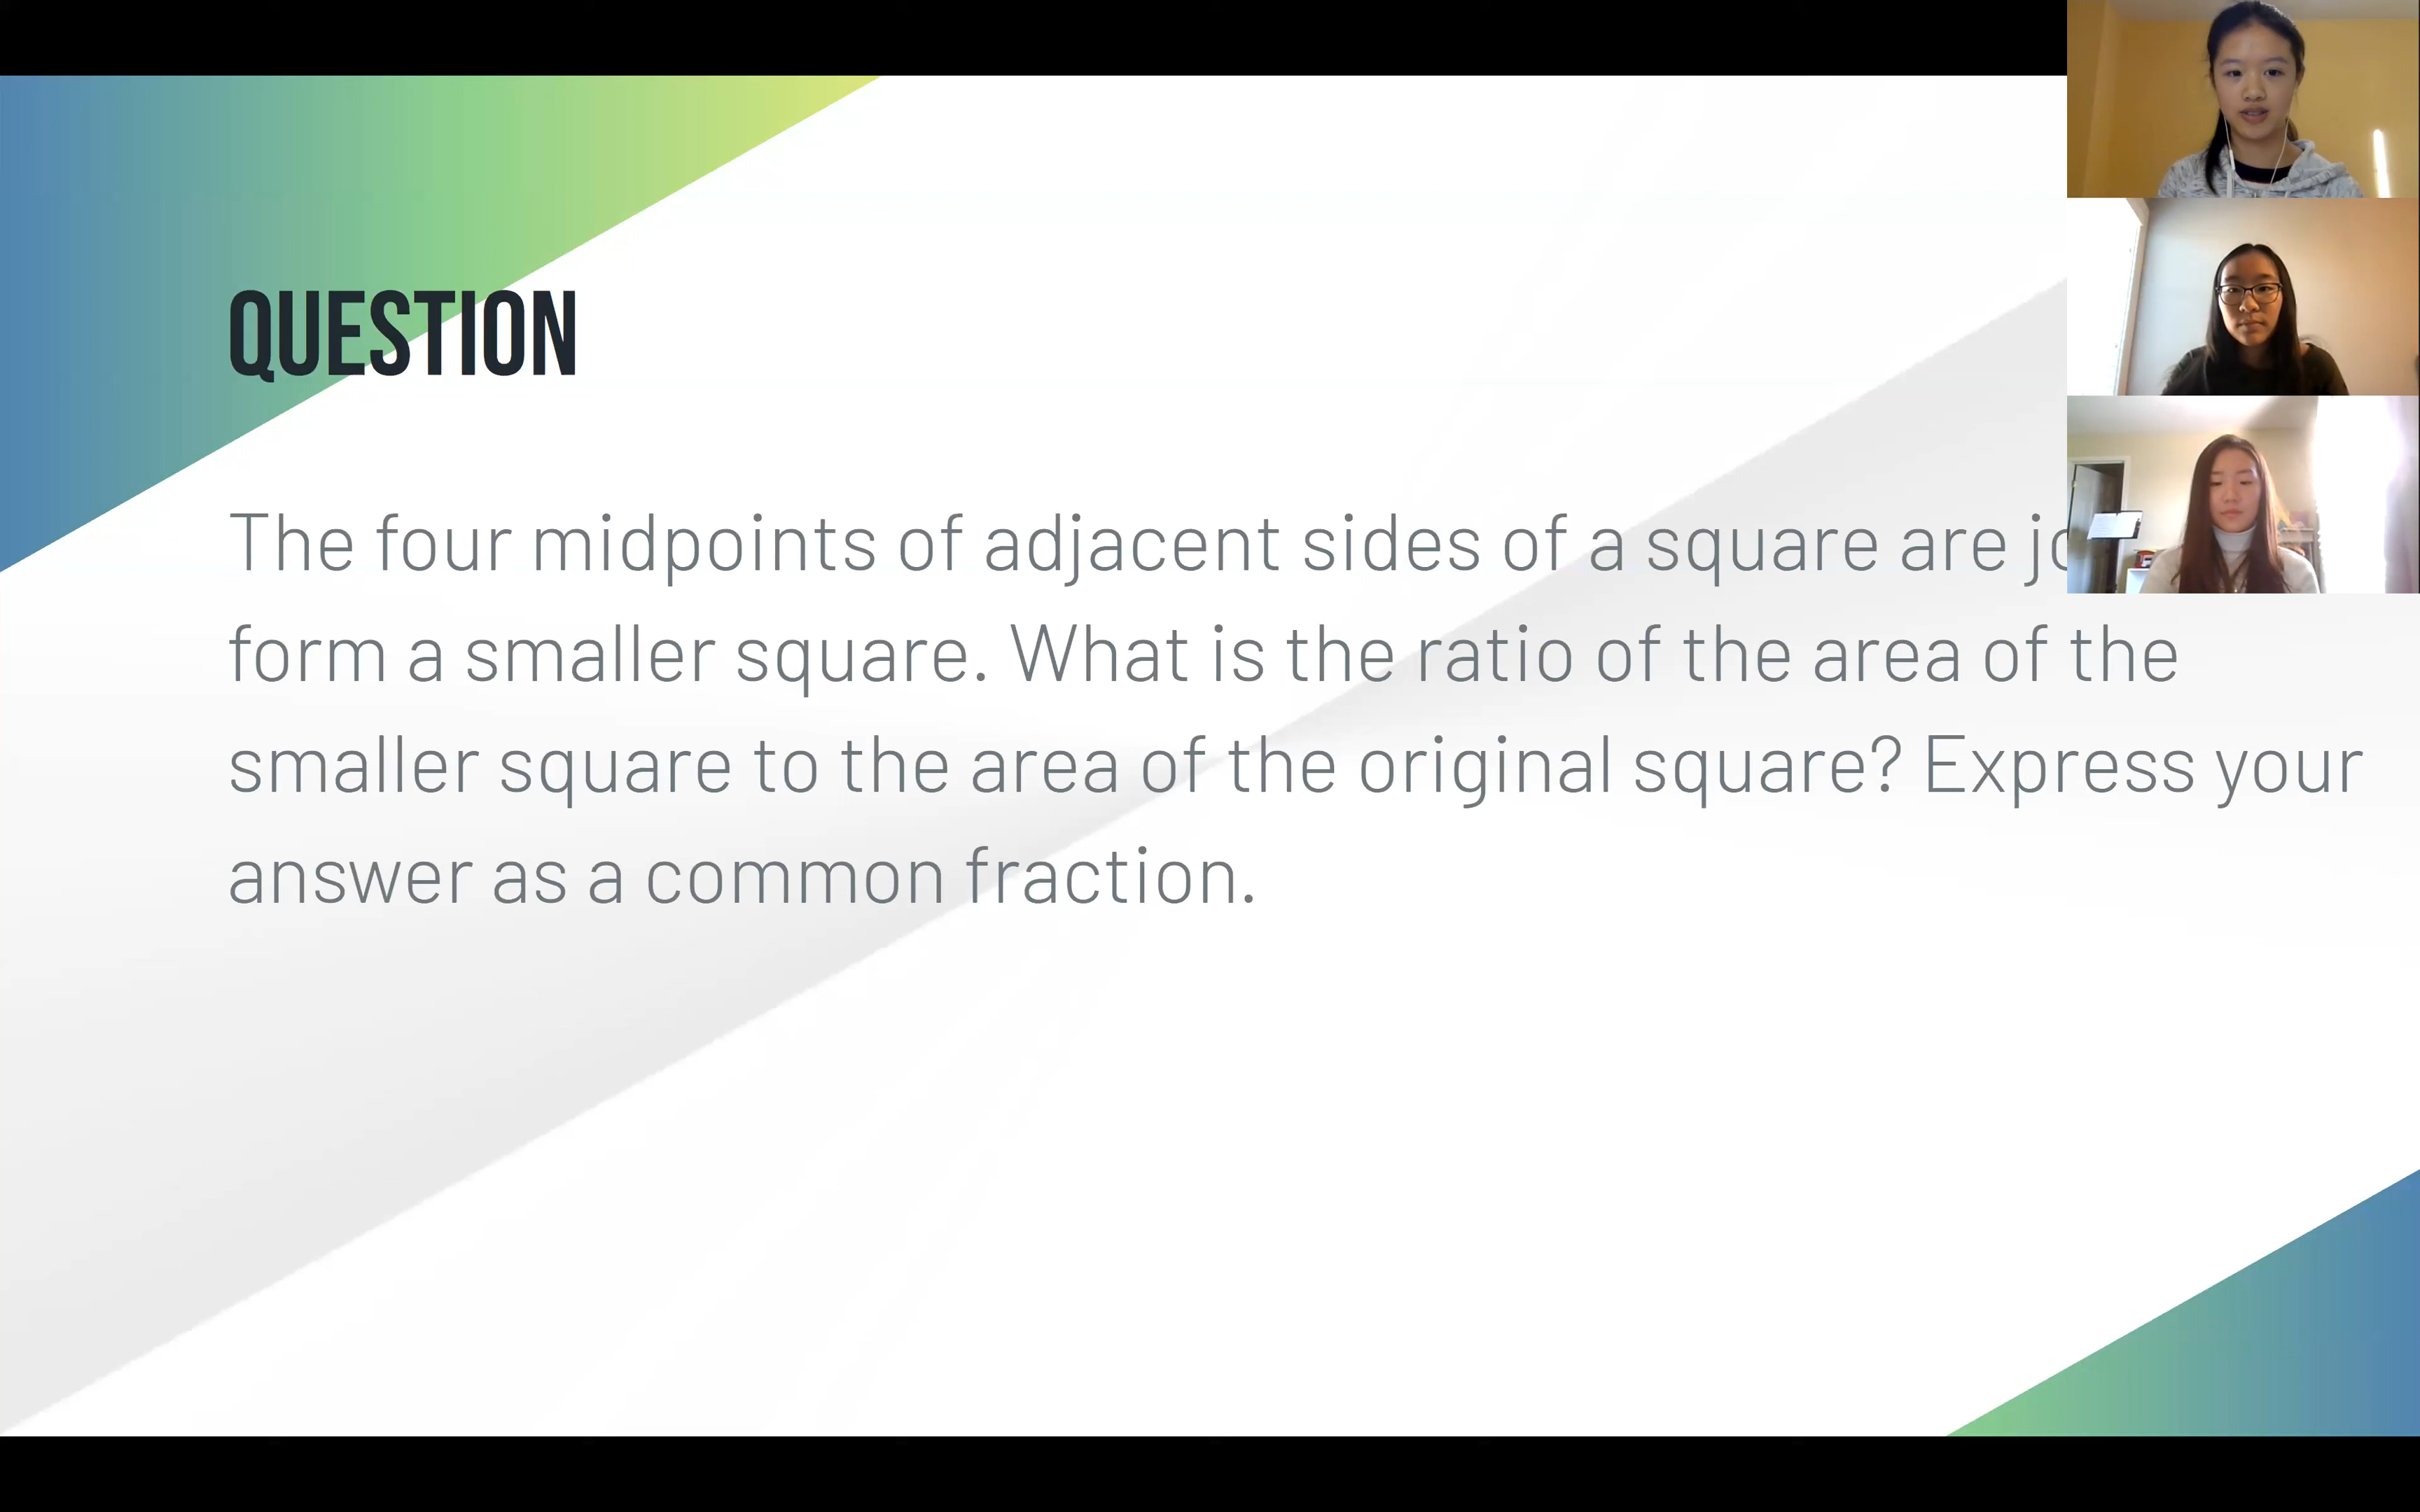 QUESTION
The four midpoints of adjacent sides of a square are
form a smaller square. What is the ratio of the area of the
smaller square to the area of the original square? Express your
answer as a common fraction.